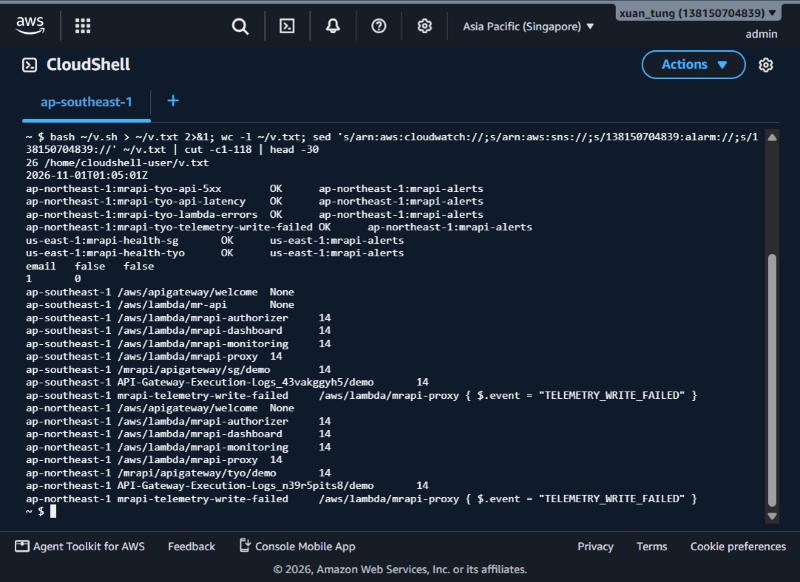 aws
Asia Pacific (Singapore) ▼
xuan_tung (138150704839) ▼
admin
CloudShell
Actions ▼
ap-southeast-1
+
~ $ bash ~/v.sh > ~/v.txt 2>&1; wc -l ~/v.txt; sed 's/arn:aws:cloudwatch://;s/arn:aws:sns://;s/138150704839:alarm://;s/1
38150704839://' ~/v.txt | cut -c1-118 | head -30
26 /home/cloudshell-user/v.txt
2026-11-01T01:05:01Z
ap-northeast-1:mrapi-tyo-api-5xx OK ap-northeast-1:mrapi-alerts
ap-northeast-1:mrapi-tyo-api-latency OK ap-northeast-1:mrapi-alerts
ap-northeast-1:mrapi-tyo-lambda-errors OK ap-northeast-1:mrapi-alerts
ap-northeast-1:mrapi-tyo-telemetry-write-failed OK ap-northeast-1:mrapi-alerts
us-east-1:mrapi-health-sg OK us-east-1:mrapi-alerts
us-east-1:mrapi-health-tyo OK us-east-1:mrapi-alerts
email false false
1 0
ap-southeast-1 /aws/apigateway/welcome None
ap-southeast-1 /aws/lambda/mr-api None
ap-southeast-1 /aws/lambda/mrapi-authorizer 14
ap-southeast-1 /aws/lambda/mrapi-dashboard 14
ap-southeast-1 /aws/lambda/mrapi-monitoring 14
ap-southeast-1 /aws/lambda/mrapi-proxy 14
ap-southeast-1 /mrapi/apigateway/sg/demo 14
ap-southeast-1 API-Gateway-Execution-Logs_43vakggyh5/demo 14
ap-southeast-1 mrapi-telemetry-write-failed /aws/lambda/mrapi-proxy { $.event = "TELEMETRY_WRITE_FAILED" }
ap-northeast-1 /aws/apigateway/welcome None
ap-northeast-1 /aws/lambda/mrapi-authorizer 14
ap-northeast-1 /aws/lambda/mrapi-dashboard 14
ap-northeast-1 /aws/lambda/mrapi-monitoring 14
ap-northeast-1 /aws/lambda/mrapi-proxy 14
ap-northeast-1 /mrapi/apigateway/tyo/demo 14
ap-northeast-1 API-Gateway-Execution-Logs_n39r5pits8/demo 14
ap-northeast-1 mrapi-telemetry-write-failed /aws/lambda/mrapi-proxy { $.event = "TELEMETRY_WRITE_FAILED" }
~ $
Agent Toolkit for AWS
Feedback
Console Mobile App
Privacy
Terms
Cookie preferences
© 2026, Amazon Web Services, Inc. or its affiliates.